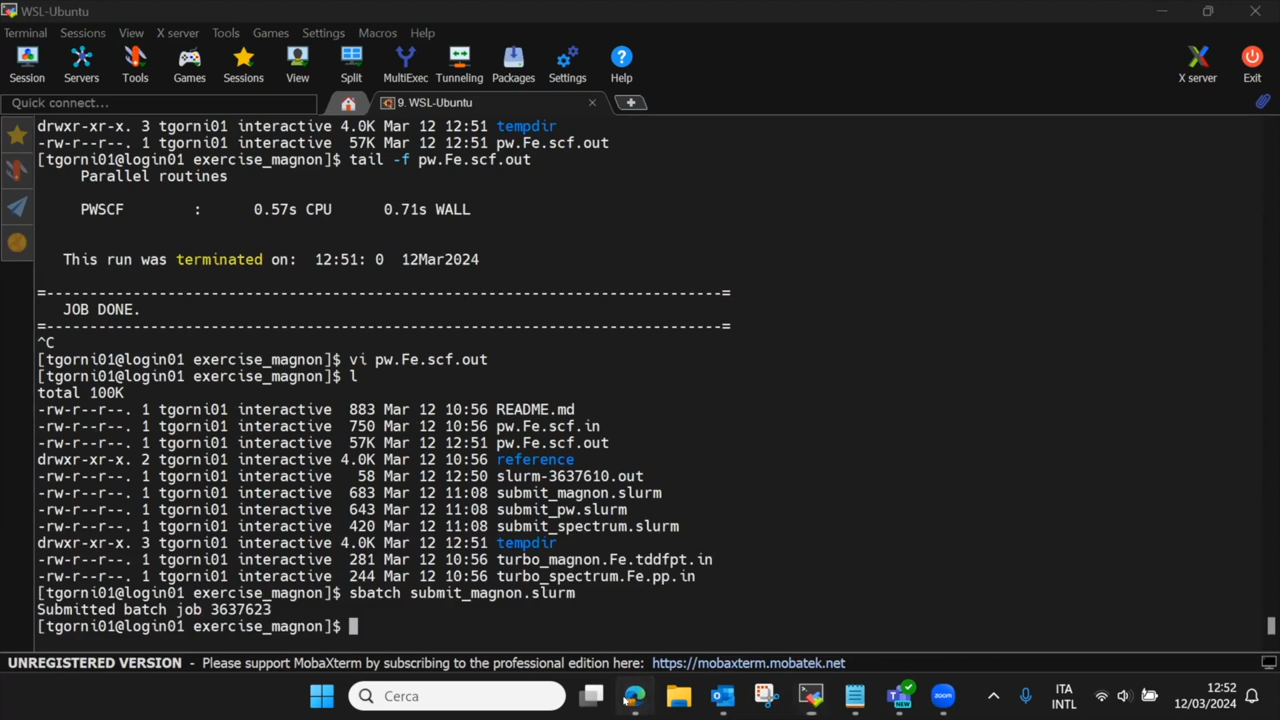 WSL-Ubuntu
Terminal Sessions View X server Tools Games Settings Macros Help
Session Servers Tools Games Sessions View Split MultiExec Tunneling Packages Settings Help X server Exit
Quick connect...
9. WSL-Ubuntu
drwxr-xr-x. 3 tgorni01 interactive 4.0K Mar 12 12:51 tempdir
-rw-r--r--. 1 tgorni01 interactive 57K Mar 12 12:51 pw.Fe.scf.out
[tgorni01@login01 exercise_magnon]$ tail -f pw.Fe.scf.out
Parallel routines
PWSCF : 0.57s CPU 0.71s WALL
This run was terminated on: 12:51: 0 12Mar2024
=------------------------------------------------------------------------------=
JOB DONE.
=------------------------------------------------------------------------------=
^C
[tgorni01@login01 exercise_magnon]$ vi pw.Fe.scf.out
[tgorni01@login01 exercise_magnon]$ l
total 100K
-rw-r--r--. 1 tgorni01 interactive 883 Mar 12 10:56 README.md
-rw-r--r--. 1 tgorni01 interactive 750 Mar 12 10:56 pw.Fe.scf.in
-rw-r--r--. 1 tgorni01 interactive 57K Mar 12 12:51 pw.Fe.scf.out
drwxr-xr-x. 2 tgorni01 interactive 4.0K Mar 12 10:56 reference
-rw-r--r--. 1 tgorni01 interactive 58 Mar 12 12:50 slurm-3637610.out
-rw-r--r--. 1 tgorni01 interactive 683 Mar 12 11:08 submit_magnon.slurm
-rw-r--r--. 1 tgorni01 interactive 643 Mar 12 11:08 submit_pw.slurm
-rw-r--r--. 1 tgorni01 interactive 420 Mar 12 11:08 submit_spectrum.slurm
drwxr-xr-x. 3 tgorni01 interactive 4.0K Mar 12 12:51 tempdir
-rw-r--r--. 1 tgorni01 interactive 281 Mar 12 10:56 turbo_magnon.Fe.tddfpt.in
-rw-r--r--. 1 tgorni01 interactive 244 Mar 12 10:56 turbo_spectrum.Fe.pp.in
[tgorni01@login01 exercise_magnon]$ sbatch submit_magnon.slurm
Submitted batch job 3637623
[tgorni01@login01 exercise_magnon]$
UNREGISTERED VERSION - Please support MobaXterm by subscribing to the professional edition here: https://mobaxterm.mobatek.net
Cerca
NEW
zoom
ITA
INTL
12:52
12/03/2024